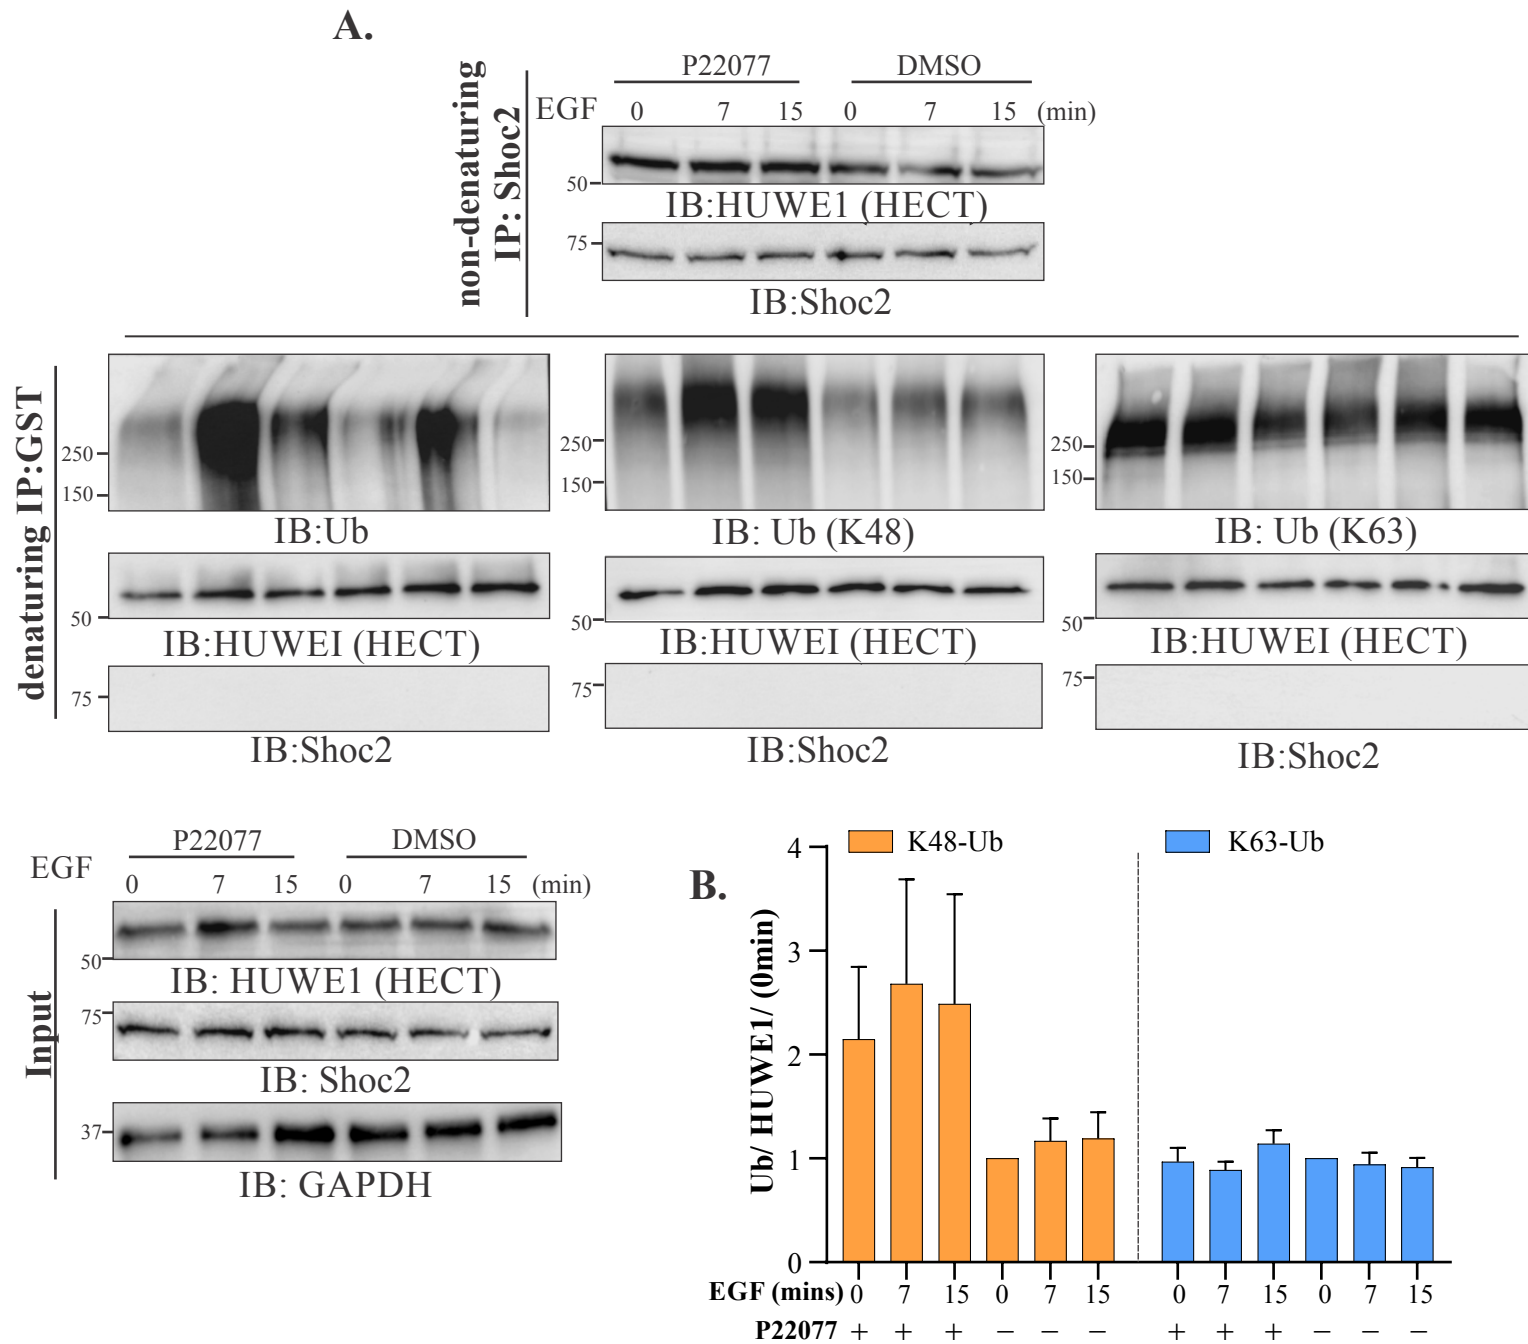 A.
non-denaturing
IP: Shoc2
P22077 DMSO
EGF 0 7 15 0 7 15 (min)
50
IB:HUWE1 (HECT)
75
IB:Shoc2
denaturing IP:GST
250
150
IB:Ub
250
150
IB: Ub (K48)
250
150
IB: Ub (K63)
50
IB:HUWEI (HECT)
50
IB:HUWEI (HECT)
50
IB:HUWEI (HECT)
75
IB:Shoc2
75
IB:Shoc2
75
IB:Shoc2
Input
P22077 DMSO
EGF
0 7 15 0 7 15 (min)
50
IB: HUWE1 (HECT)
75
IB: Shoc2
37
IB: GAPDH
B.
K48-Ub K63-Ub
Ub/ HUWE1/ (0min)
4
3
2
1
0
EGF (mins) 0 7 15 0 7 15 0 7 15 0 7 15
P22077 + + + − − − + + + − − −